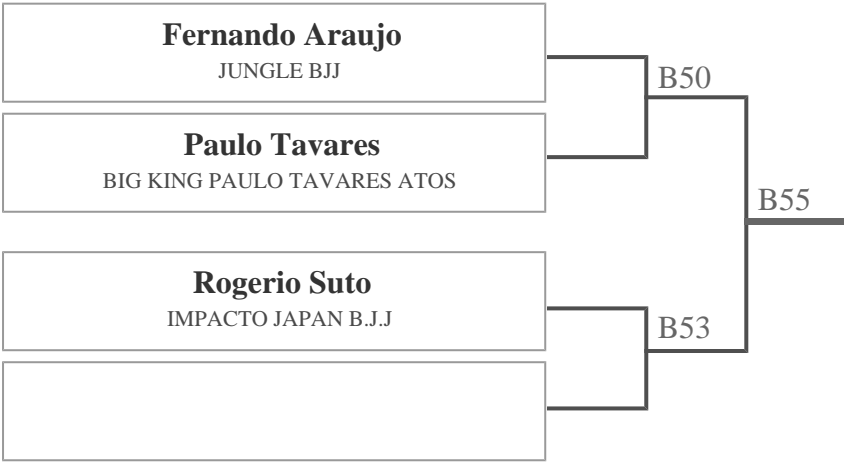 Fernando Araujo
JUNGLE BJJ
B50
Paulo Tavares
BIG KING PAULO TAVARES ATOS
B55
Rogerio Suto
IMPACTO JAPAN B.J.J
B53